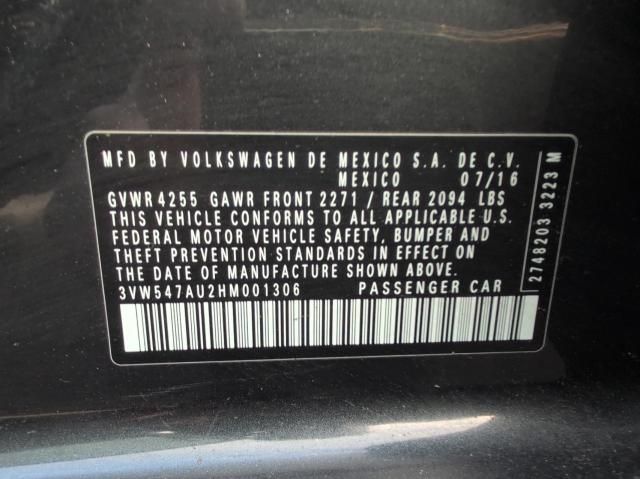 MFD BY VOLKSWAGEN DE MEXICO S.A. DE C.V.
MEXICO 07/16
GVWR 4255 GAWR FRONT 2271 / REAR 2094 LBS
THIS VEHICLE CONFORMS TO ALL APPLICABLE U.S.
FEDERAL MOTOR VEHICLE SAFETY, BUMPER AND
THEFT PREVENTION STANDARDS IN EFFECT ON
THE DATE OF MANUFACTURE SHOWN ABOVE.
3VW547AU2HM001306 PASSENGER CAR
2748203 3223 M